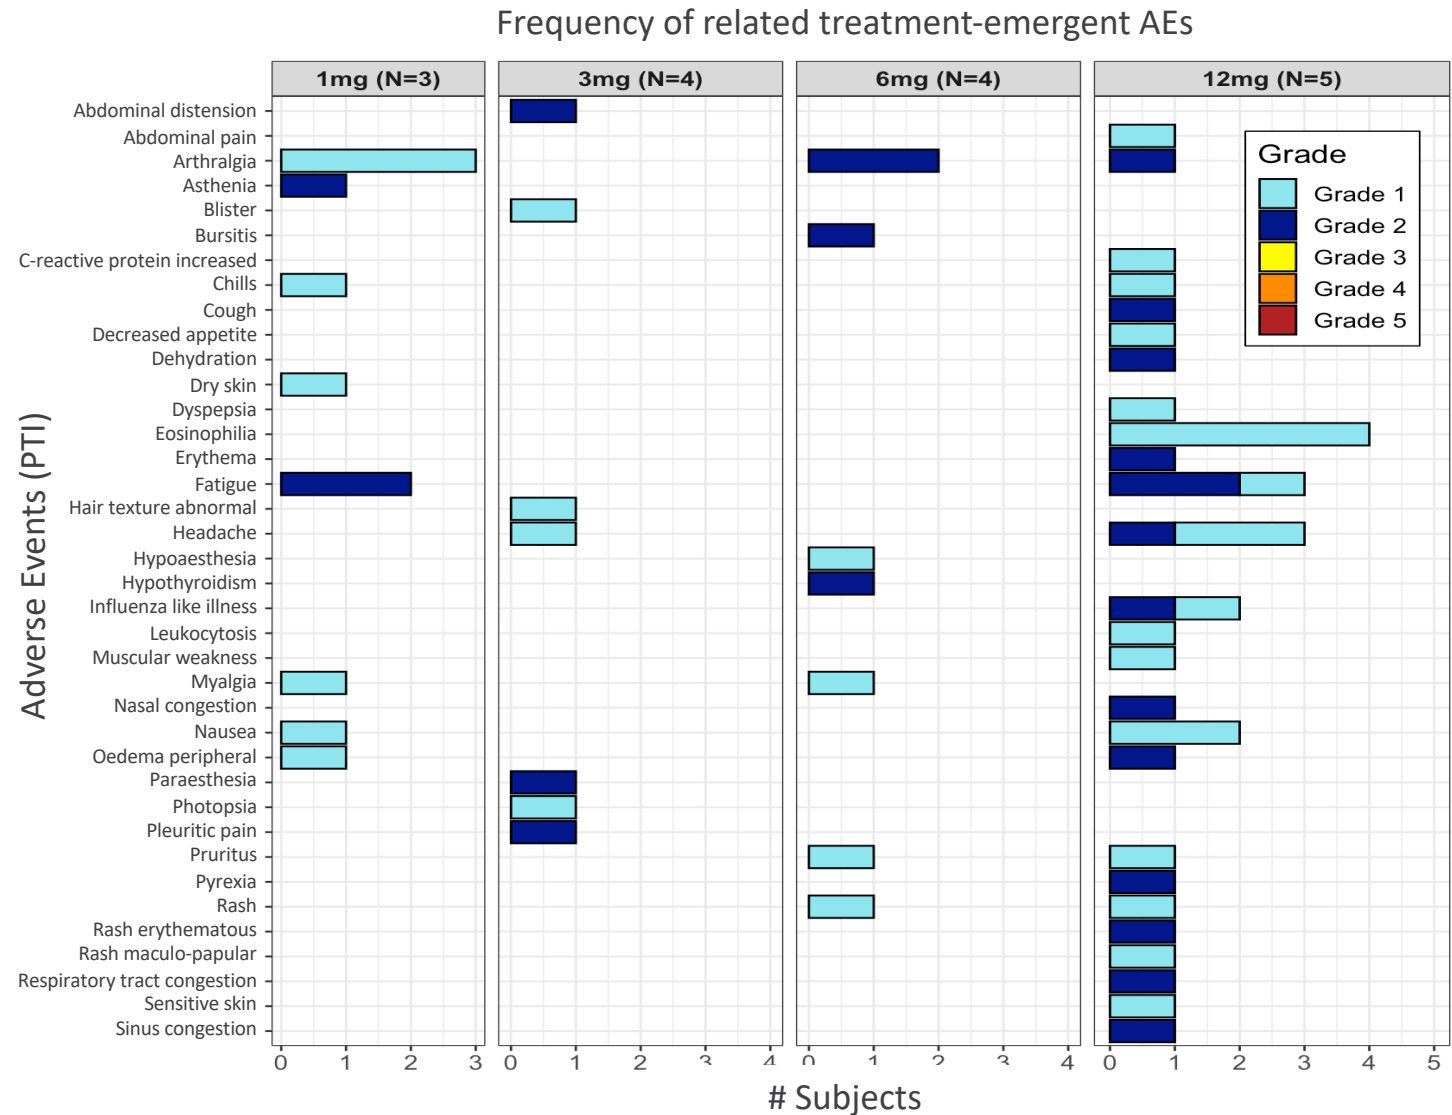 Frequency of related treatment-emergent AEs
1mg (N=3)
3mg (N=4)
6mg (N=4)
12mg (N=5)
Adverse Events (PTI)
Abdominal distension
Abdominal pain
Arthralgia
Asthenia
Blister
Bursitis
C-reactive protein increased
Chills
Cough
Decreased appetite
Dehydration
Dry skin
Dyspepsia
Eosinophilia
Erythema
Fatigue
Hair texture abnormal
Headache
Hypoaesthesia
Hypothyroidism
Influenza like illness
Leukocytosis
Muscular weakness
Myalgia
Nasal congestion
Nausea
Oedema peripheral
Paraesthesia
Photopsia
Pleuritic pain
Pruritus
Pyrexia
Rash
Rash erythematous
Rash maculo-papular
Respiratory tract congestion
Sensitive skin
Sinus congestion
Grade
Grade 1
Grade 2
Grade 3
Grade 4
Grade 5
0 1 2 3
0 1 2 3 4
0 1 2 3 4
0 1 2 3 4 5
# Subjects